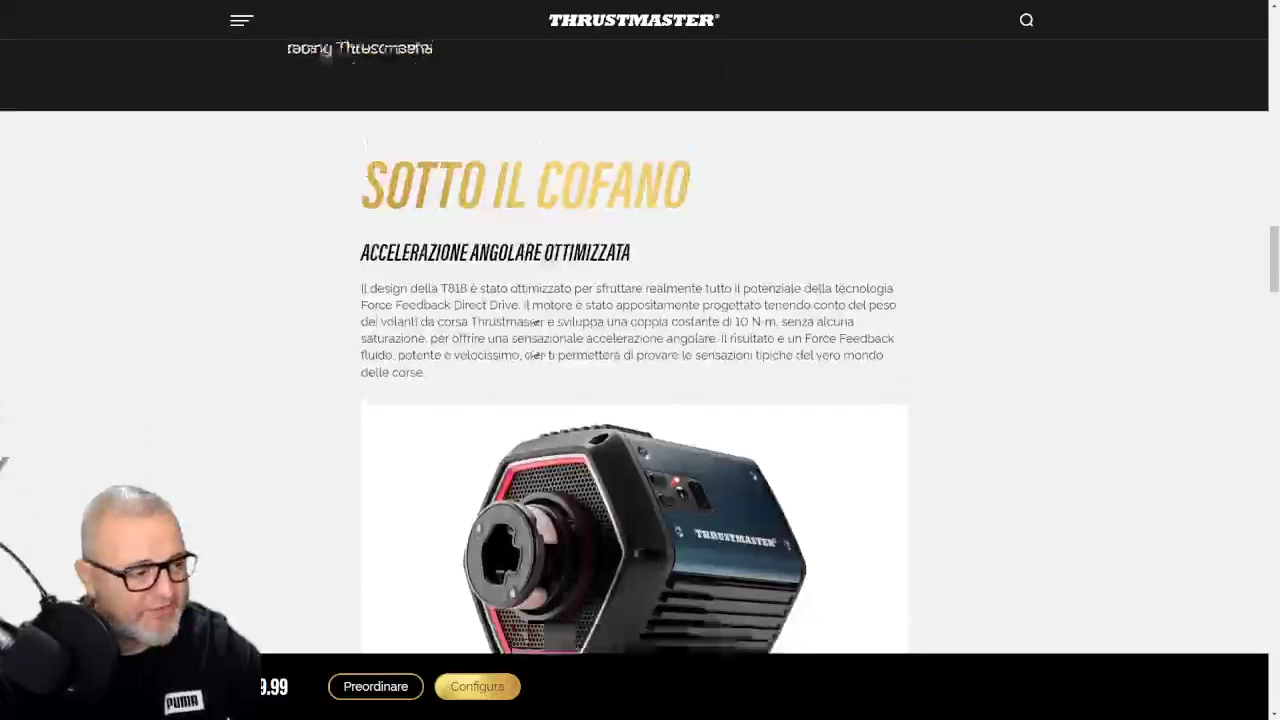 THRUSTMASTER®
racing Thrustmaster
SOTTO IL COFANO
ACCELERAZIONE ANGOLARE OTTIMIZZATA
Il design della T818 è stato ottimizzato per sfruttare realmente tutto il potenziale della tecnologia
Force Feedback Direct Drive. Il motore è stato appositamente progettato tenendo conto del peso
dei volanti da corsa Thrustmaster e sviluppa una coppia costante di 10 N·m, senza alcuna
saturazione, per offrire una sensazionale accelerazione angolare. Il risultato è un Force Feedback
fluido, potente e velocissimo, ti permetterà di provare le sensazioni tipiche del vero mondo
delle corse.
THRUSTMASTER
9.99
Preordinare
Configura
PUMA